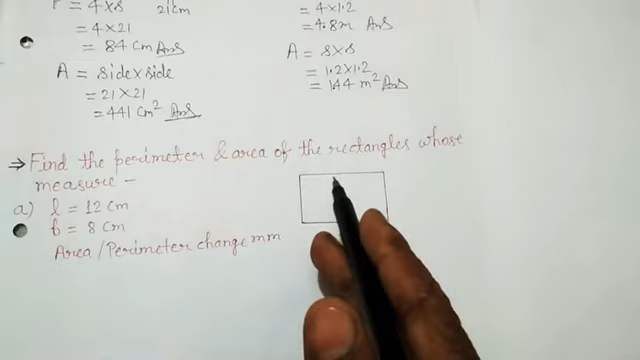 P = 4 × s 21cm
= 4 × 21
= 84 cm Ans
A = side × side
= 21 × 21
= 441 cm² Ans
= 4 × 1.2
= 4.8m Ans
A = s × s
= 1.2 × 1.2
= 1.44 m² Ans
⇒ Find the perimeter & area of the rectangles whose
measure –
a) l = 12 cm
b = 8 cm
Area / Perimeter change mm